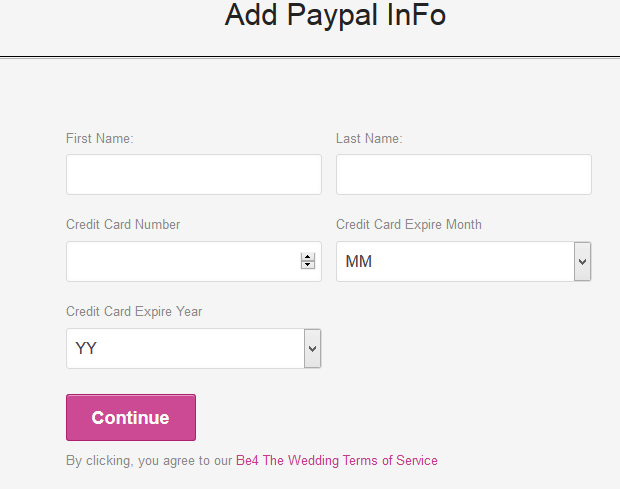 Add Paypal InFo
First Name: Last Name:
Credit Card Number Credit Card Expire Month
MM
Credit Card Expire Year
YY
Continue
By clicking, you agree to our Be4 The Wedding Terms of Service